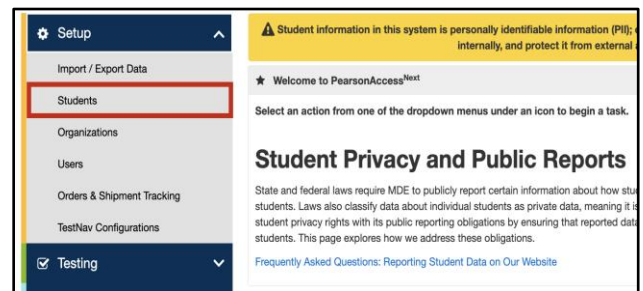 Setup
Import / Export Data
Students
Organizations
Users
Orders & Shipment Tracking
TestNav Configurations
Testing
Student information in this system is personally identifiable information (PII);
internally, and protect it from external
Welcome to PearsonAccessNext
Select an action from one of the dropdown menus under an icon to begin a task.
Student Privacy and Public Reports
State and federal laws require MDE to publicly report certain information about how
students. Laws also classify data about individual students as private data, meaning it is
student privacy rights with its public reporting obligations by ensuring that reported
students. This page explores how we address these obligations.
Frequently Asked Questions: Reporting Student Data on Our Website